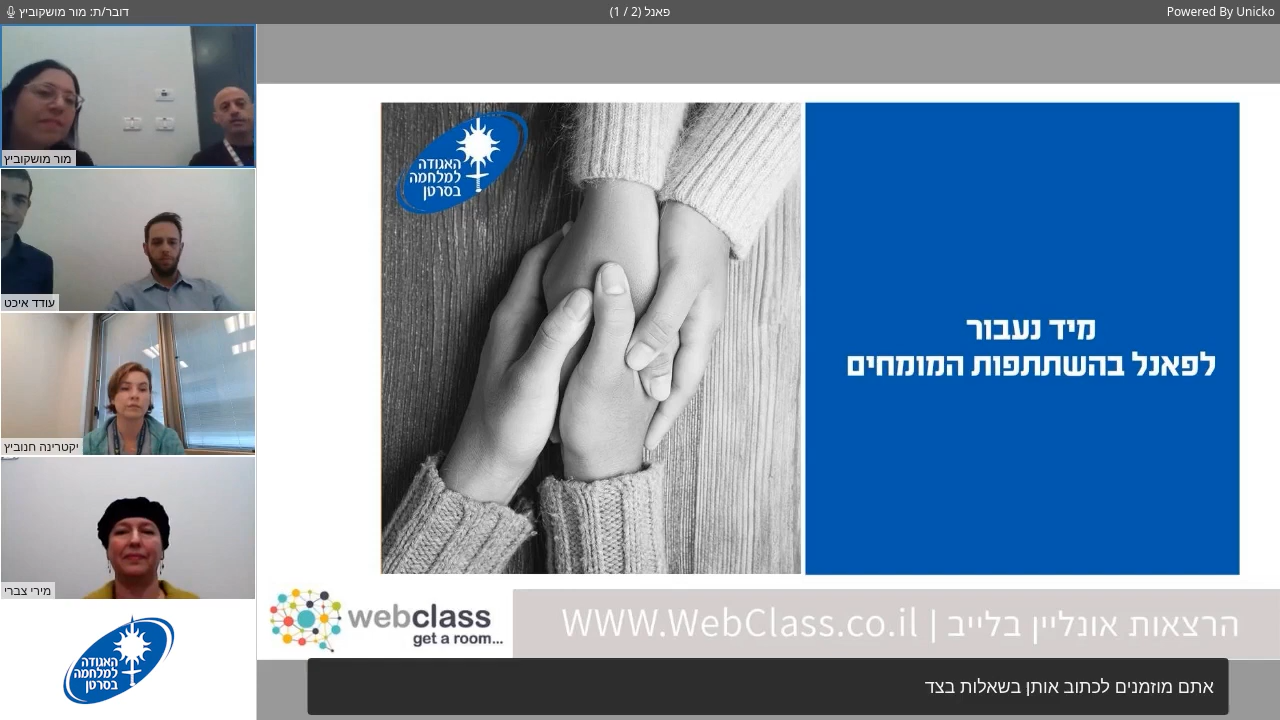 דובר/ת: מור מושקוביץ
פאנל (2 / 1)
Powered By Unicko
מור מושקוביץ
עודד איכט
יקטרינה חנוביץ
מירי צברי
האגודה
למלחמה
בסרטן
האגודה
למלחמה
בסרטן
מיד נעבור
לפאנל בהשתתפות המומחים
webclass
get a room...
הרצאות אונליין בלייב | WWW.WebClass.co.il
אתם מוזמנים לכתוב אותן בשאלות בצד